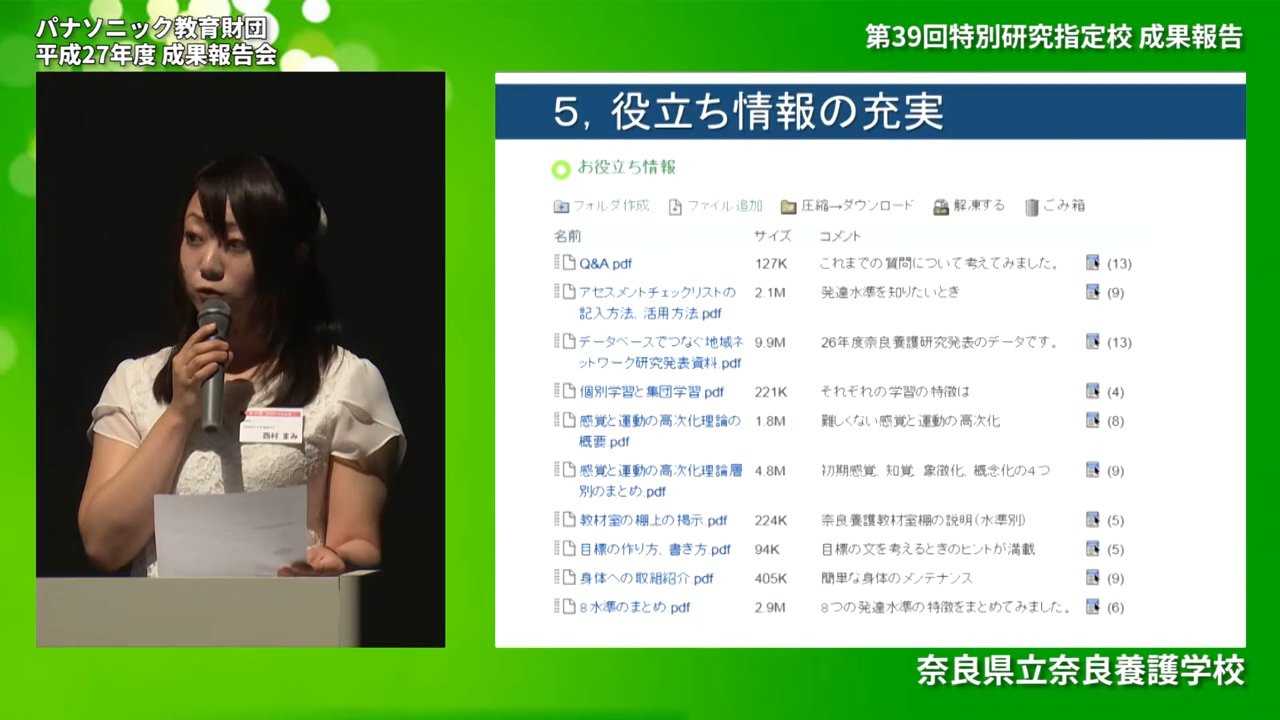 パナソニック教育財団
平成27年度 成果報告会
第39回特別研究指定校 成果報告
西村 まみ
5，役立ち情報の充実
お役立ち情報
フォルダ作成 ファイル追加 圧縮→ダウンロード 解凍する ごみ箱
名前 サイズ コメント
Q&A.pdf 127K これまでの質問について考えてみました。 (13)
アセスメントチェックリストの 2.1M 発達水準を知りたいとき (9)
記入方法、活用方法.pdf
データベースでつなぐ地域ネ 9.9M 26年度奈良養護研究発表のデータです。 (13)
ットワーク研究発表資料.pdf
個別学習と集団学習.pdf 221K それぞれの学習の特徴は (4)
感覚と運動の高次化理論の 1.8M 難しくない感覚と運動の高次化 (8)
概要.pdf
感覚と運動の高次化理論層 4.8M 初期感覚、知覚、象徴化、概念化の4つ (9)
別のまとめ.pdf
教材室の棚上の掲示.pdf 224K 奈良養護教材室棚の説明(水準別) (5)
目標の作り方、書き方.pdf 94K 目標の文を考えるときのヒントが満載 (5)
身体への取組紹介.pdf 405K 簡単な身体のメンテナンス (9)
8水準のまとめ.pdf 2.9M 8つの発達水準の特徴をまとめてみました。 (6)
奈良県立奈良養護学校